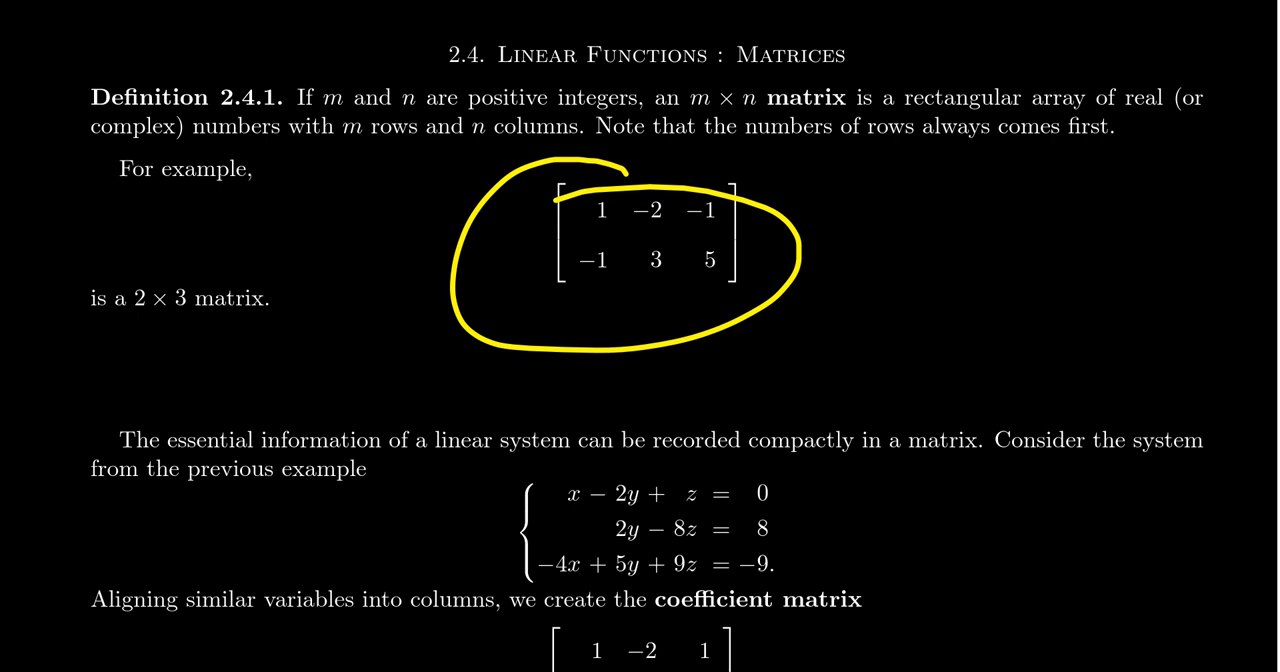 2.4. Linear Functions : Matrices
Definition 2.4.1. If m and n are positive integers, an m × n matrix is a rectangular array of real (or
complex) numbers with m rows and n columns. Note that the numbers of rows always comes first.
For example,
1 −2 −1
−1 3 5
is a 2 × 3 matrix.
The essential information of a linear system can be recorded compactly in a matrix. Consider the system
from the previous example
x − 2y + z = 0
2y − 8z = 8
−4x + 5y + 9z = −9.
Aligning similar variables into columns, we create the coefficient matrix
1 −2 1